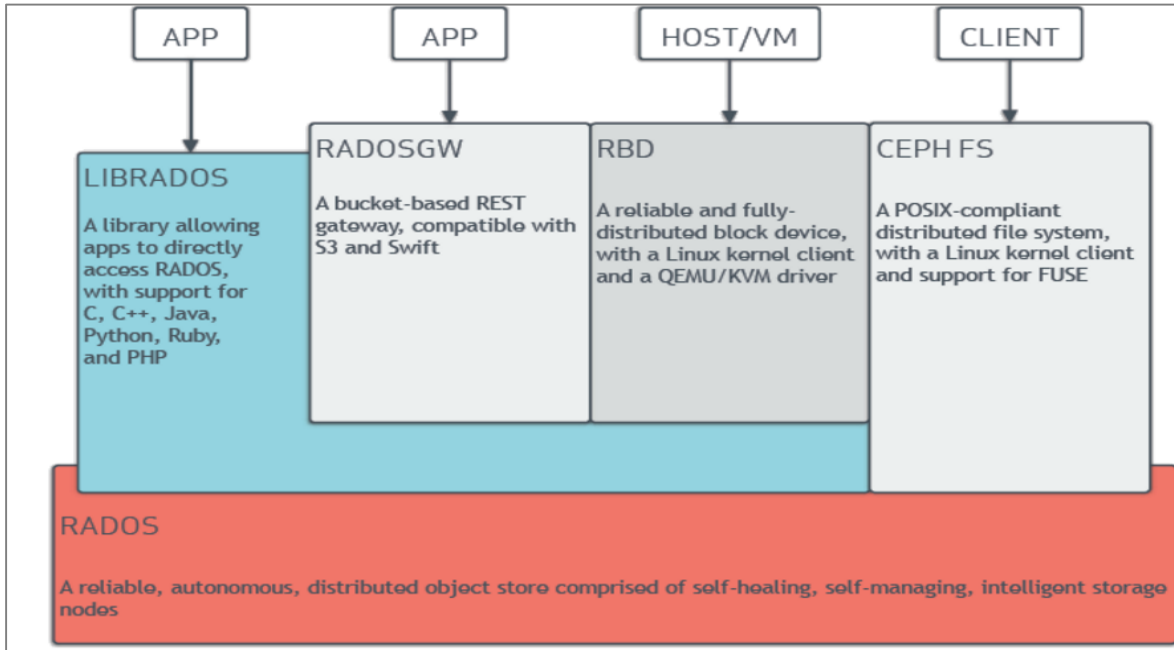 APP
APP
HOST/VM
CLIENT
LIBRADOS
A library allowing
apps to directly
access RADOS,
with support for
C, C++, Java,
Python, Ruby,
and PHP
RADOSGW
A bucket-based REST
gateway, compatible with
S3 and Swift
RBD
A reliable and fully-
distributed block device,
with a Linux kernel client
and a QEMU/KVM driver
CEPH FS
A POSIX-compliant
distributed file system,
with a Linux kernel client
and support for FUSE
RADOS
A reliable, autonomous, distributed object store comprised of self-healing, self-managing, intelligent storage
nodes